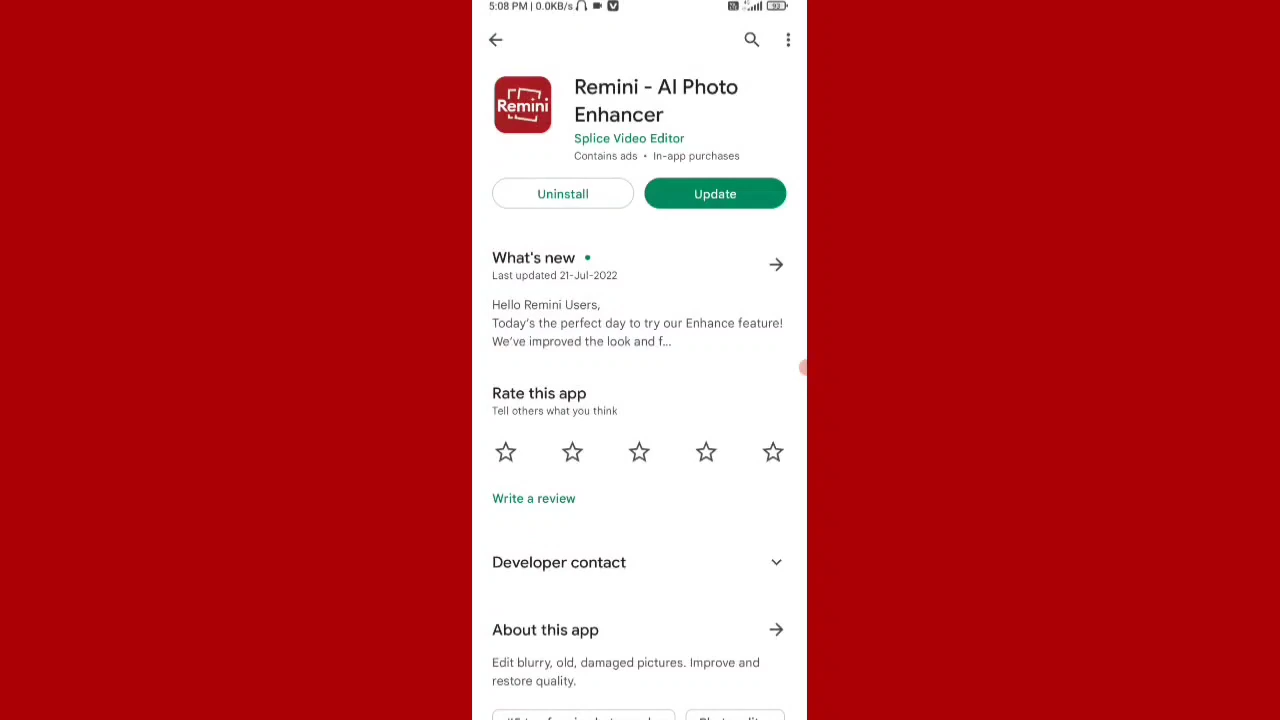 5:08 PM | 0.0KB/s
93
Remini
Remini - AI Photo
Enhancer
Splice Video Editor
Contains ads • In-app purchases
Uninstall
Update
What's new
Last updated 21-Jul-2022
Hello Remini Users,
Today's the perfect day to try our Enhance feature!
We've improved the look and f...
Rate this app
Tell others what you think
Write a review
Developer contact
About this app
Edit blurry, old, damaged pictures. Improve and
restore quality.